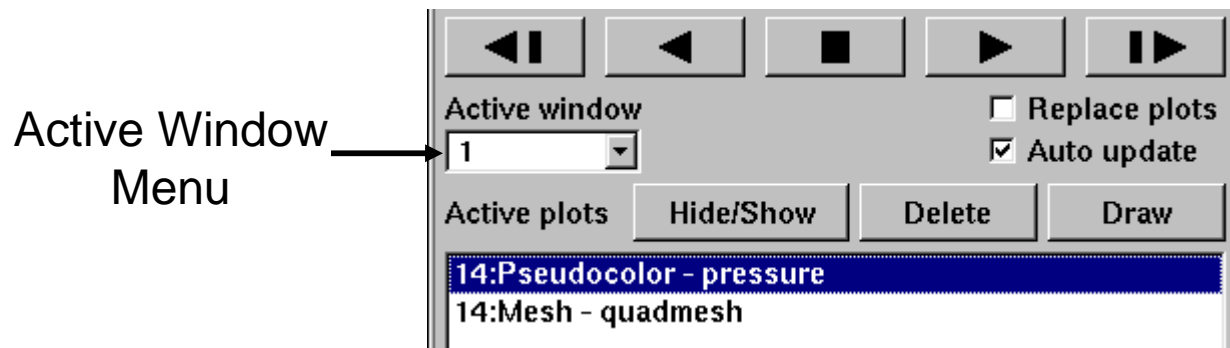 Active Window
Menu
Active window
1
Replace plots
Auto update
Active plots
Hide/Show
Delete
Draw
14:Pseudocolor - pressure
14:Mesh - quadmesh